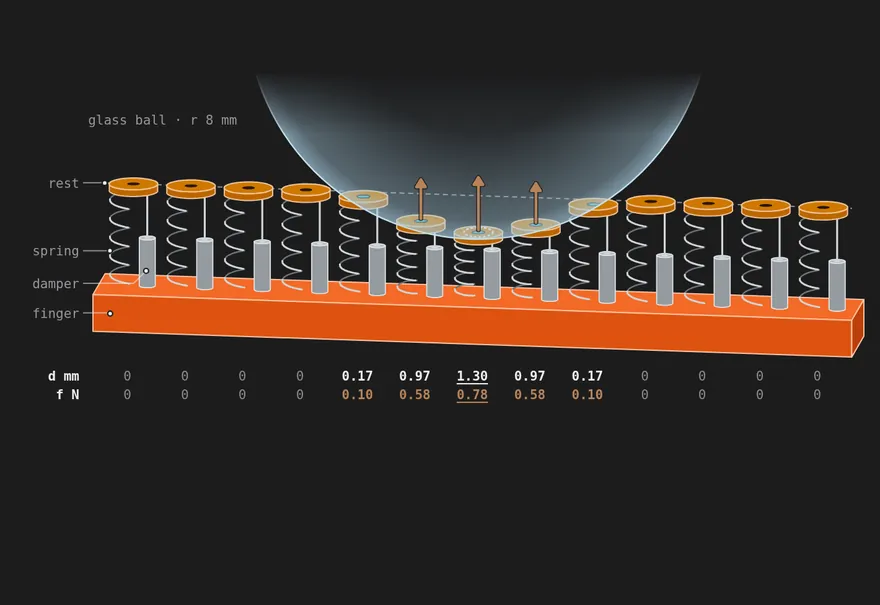 glass ball · r 8 mm
rest
spring
damper
finger
d mm 0 0 0 0 0.17 0.97 1.30 0.97 0.17 0 0 0 0
f N 0 0 0 0 0.10 0.58 0.78 0.58 0.10 0 0 0 0